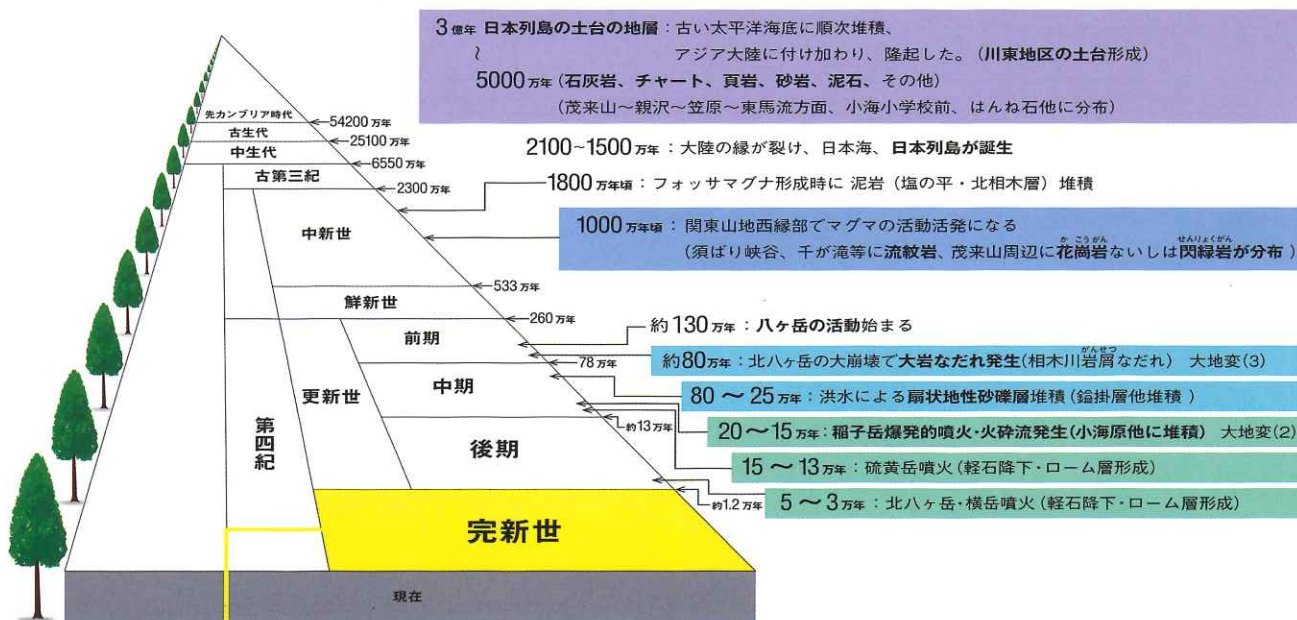 3億年 日本列島の土台の地層:古い太平洋海底に順次堆積、
～ アジア大陸に付け加わり、隆起した。(川東地区の土台形成)
5000万年(石灰岩、チャート、頁岩、砂岩、泥石、その他)
(茂来山～親沢～笠原～東馬流方面、小海小学校前、はんね石他に分布)
2100~1500万年:大陸の縁が裂け、日本海、日本列島が誕生
1800万年頃:フォッサマグナ形成時に 泥岩(塩の平・北相木層)堆積
1000万年頃:関東山地西縁部でマグマの活動活発になる
かこうがん せんりょくがん
(須ばり峡谷、千が滝等に流紋岩、茂来山周辺に花崗岩ないしは閃緑岩が分布)
約130万年:八ヶ岳の活動始まる
がんせつ
約80万年:北八ヶ岳の大崩壊で大岩なだれ発生(相木川岩屑なだれ) 大地変(3)
80～25万年:洪水による扇状地性砂礫層堆積(鎰掛層他堆積)
20～15万年:稲子岳爆発的噴火・火砕流発生(小海原他に堆積) 大地変(2)
15～13万年:硫黄岳噴火(軽石降下・ローム層形成)
5～3万年:北八ヶ岳・横岳噴火(軽石降下・ローム層形成)
先カンブリア時代
54200万年
古生代
25100万年
中生代
6550万年
古第三紀
2300万年
中新世
533万年
鮮新世
260万年
前期
78万年
中期
約13万年
後期
約1.2万年
更新世
第四紀
完新世
現在